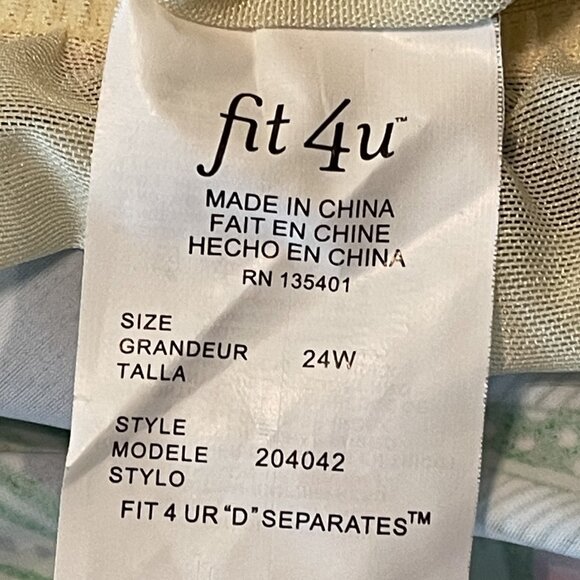 fit 4u™
MADE IN CHINA
FAIT EN CHINE
HECHO EN CHINA
RN 135401
SIZE
GRANDEUR 24W
TALLA
STYLE
MODELE 204042
STYLO
FIT 4 UR "D" SEPARATES™